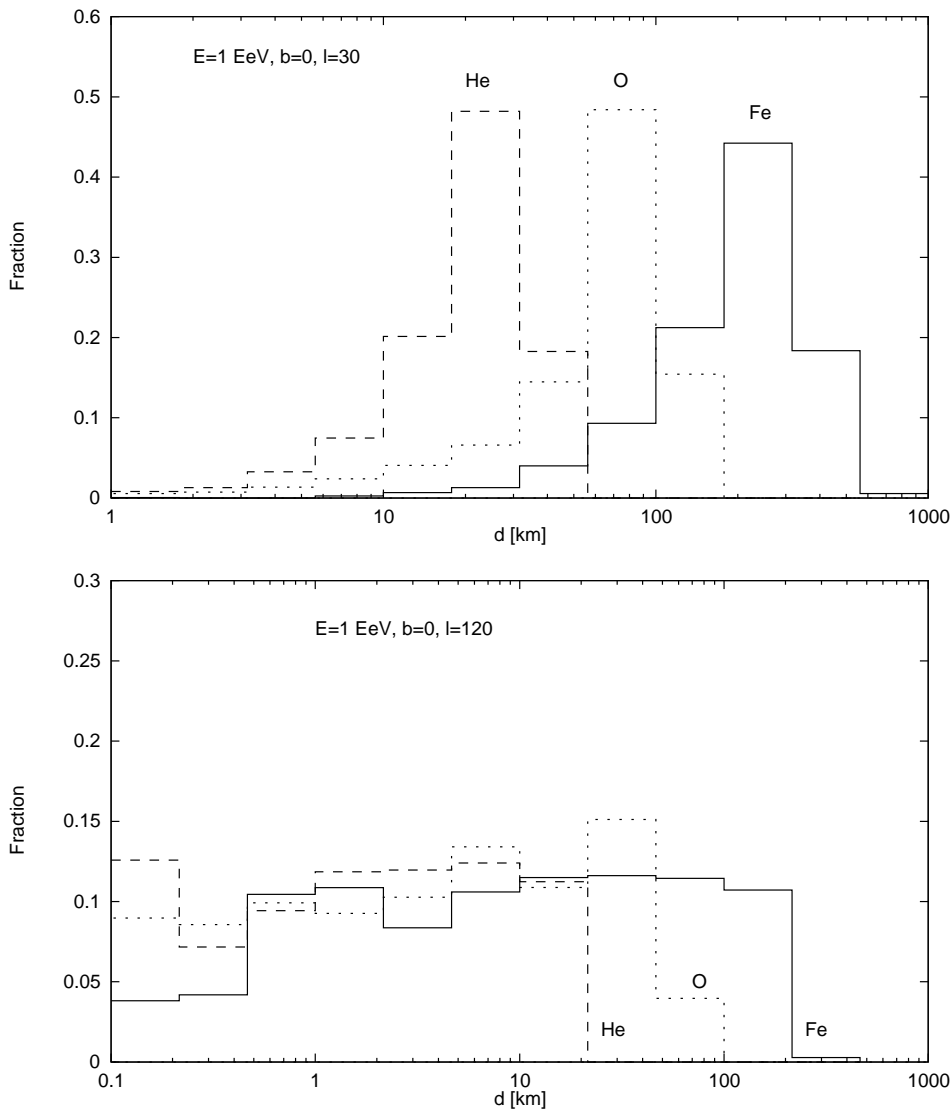 0.6
E=1 EeV, b=0, l=30
He
O
0.5
Fe
0.4
Fraction
0.3
0.2
0.1
0
1
10
100
1000
d [km]
0.3
E=1 EeV, b=0, l=120
0.25
0.2
Fraction
0.15
0.1
0.05
O
He
Fe
0
0.1
1
10
100
1000
d [km]